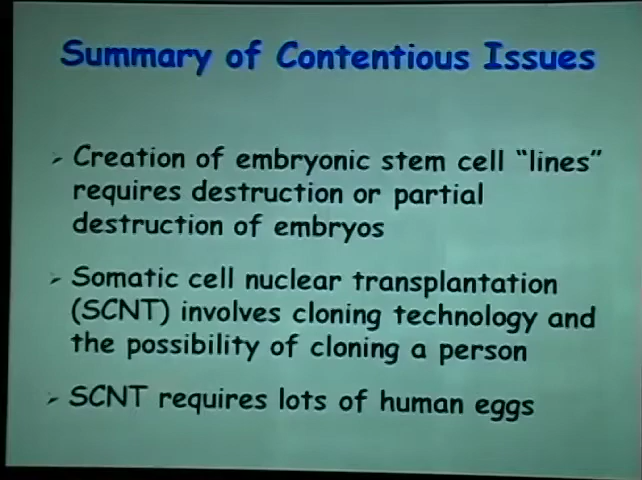 Summary of Contentious Issues
➢ Creation of embryonic stem cell “lines”
requires destruction or partial
destruction of embryos
➢ Somatic cell nuclear transplantation
(SCNT) involves cloning technology and
the possibility of cloning a person
➢ SCNT requires lots of human eggs